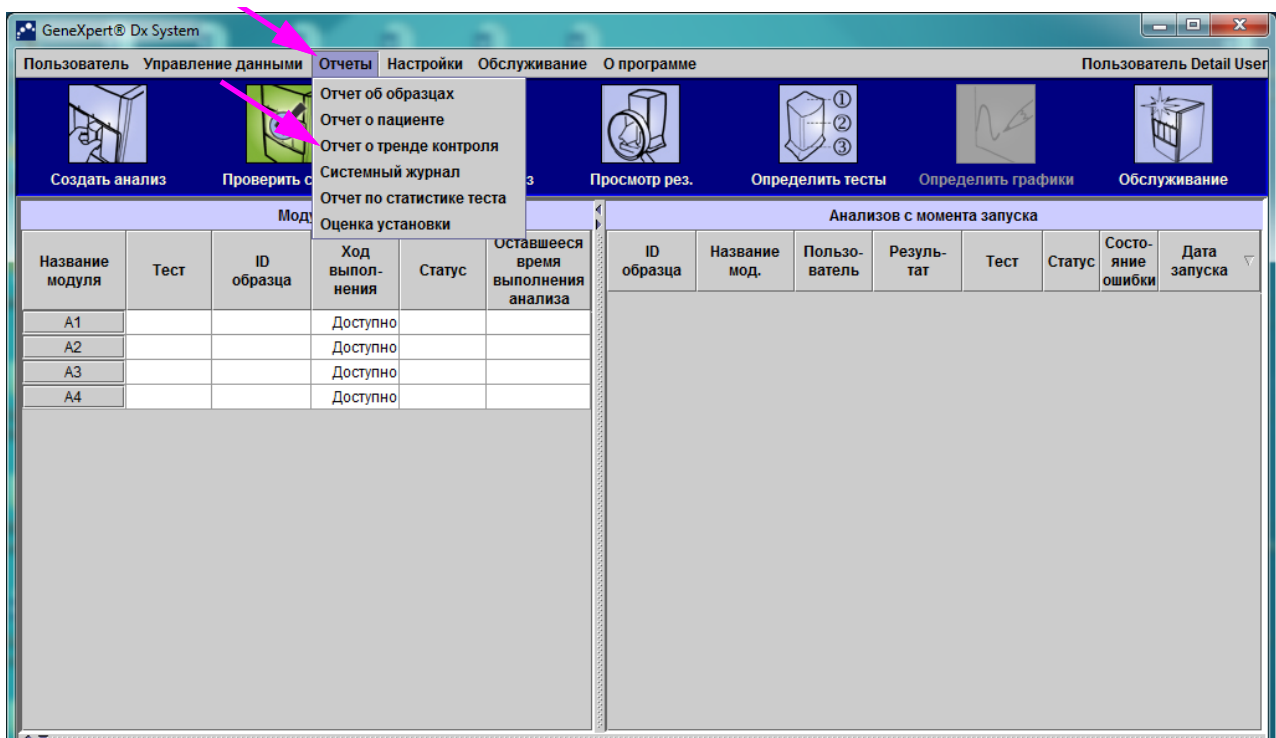 GeneXpert® Dx System
Пользователь Управление данными Отчеты Настройки Обслуживание О программе Пользователь Detail User
Отчет об образцах
Отчет о пациенте
Отчет о тренде контроля
Системный журнал
Отчет по статистике теста
Оценка установки
Создать анализ Проверить с з Просмотр рез. Определить тесты Определить графики Обслуживание
Мод Анализов с момента запуска
Название
модуля
Тест
ID
образца
Ход
выпол-
нения
Статус
Оставшееся
время
выполнения
анализа
ID
образца
Название
мод.
Пользо-
ватель
Резуль-
тат
Тест
Статус
Состо-
яние
ошибки
Дата
запуска
A1 Доступно
A2 Доступно
A3 Доступно
A4 Доступно